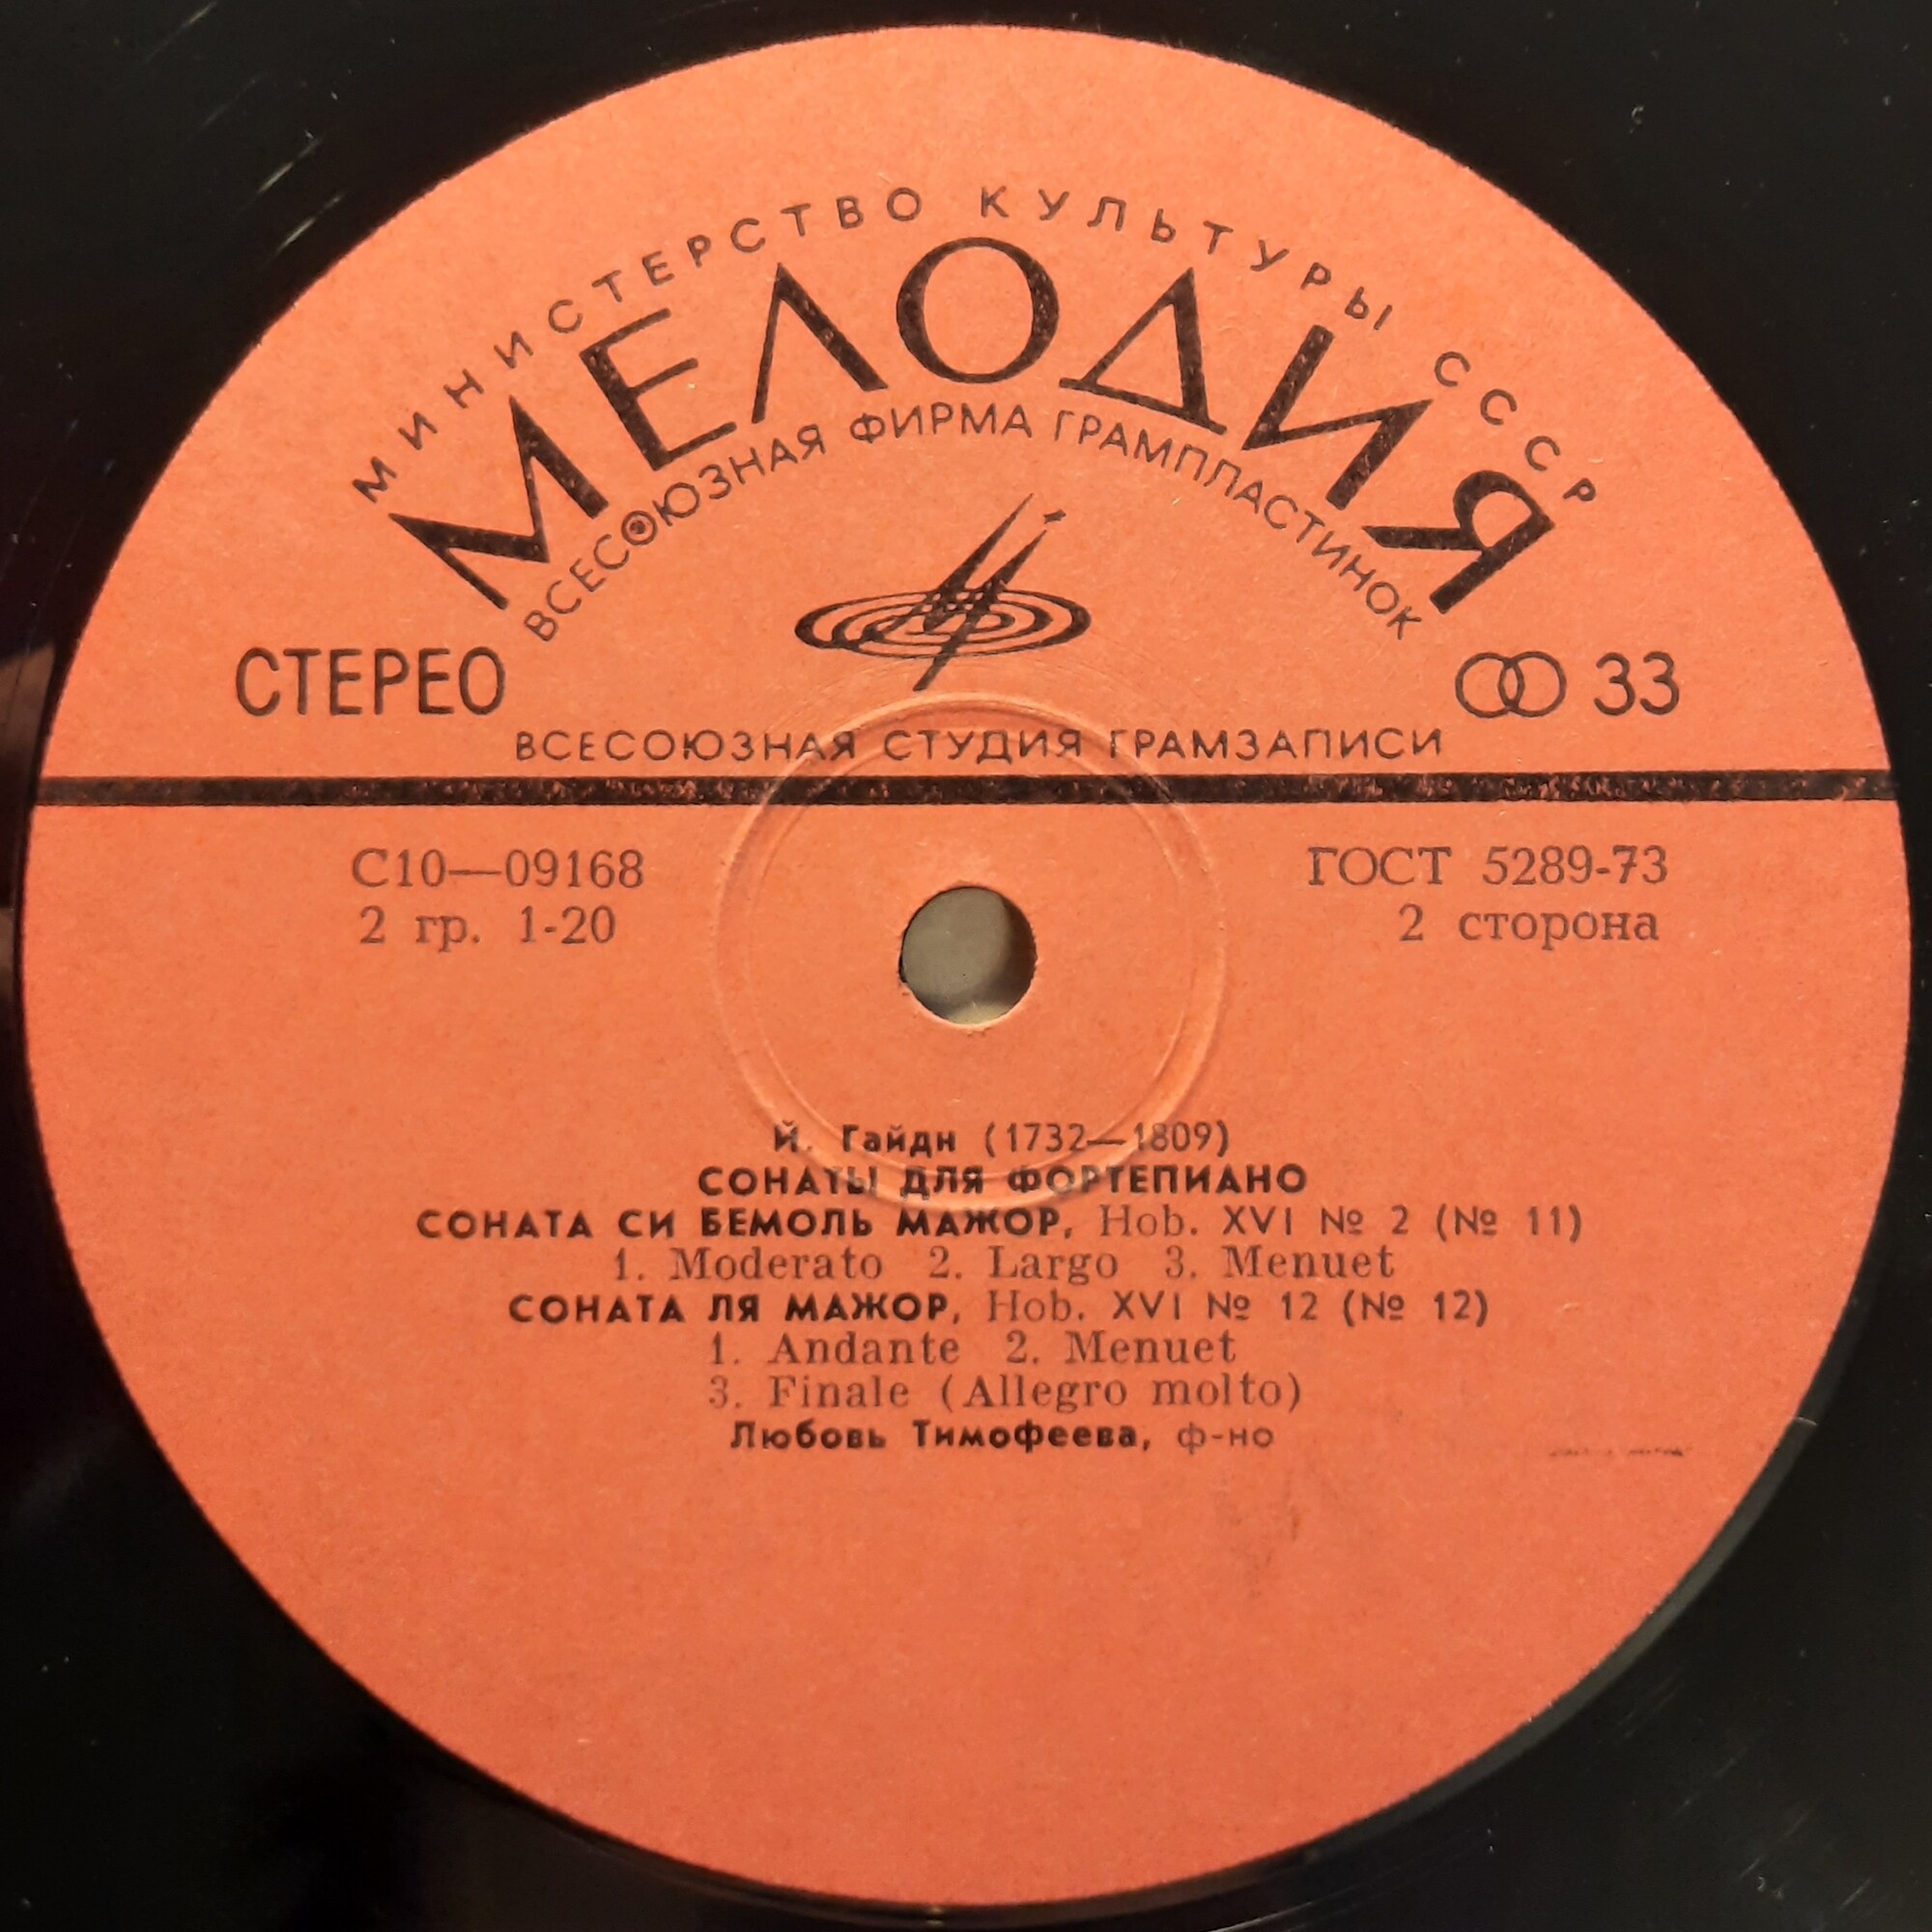 МИНИСТЕРСТВО КУЛЬТУРЫ СССР
МЕЛОДИЯ
ВСЕСОЮЗНАЯ ФИРМА ГРАМПЛАСТИНОК
СТЕРЕО
33
ВСЕСОЮЗНАЯ СТУДИЯ ГРАМЗАПИСИ
С10—09168
ГОСТ 5289-73
2 гр. 1-20
2 сторона
Й. Гайдн (1732—1809)
СОНАТЫ ДЛЯ ФОРТЕПИАНО
СОНАТА СИ БЕМОЛЬ МАЖОР, Hob. XVI № 2 (№ 11)
1. Moderato 2. Largo 3. Menuet
СОНАТА ЛЯ МАЖОР, Hob. XVI № 12 (№ 12)
1. Andante 2. Menuet
3. Finale (Allegro molto)
Любовь Тимофеева, ф-но